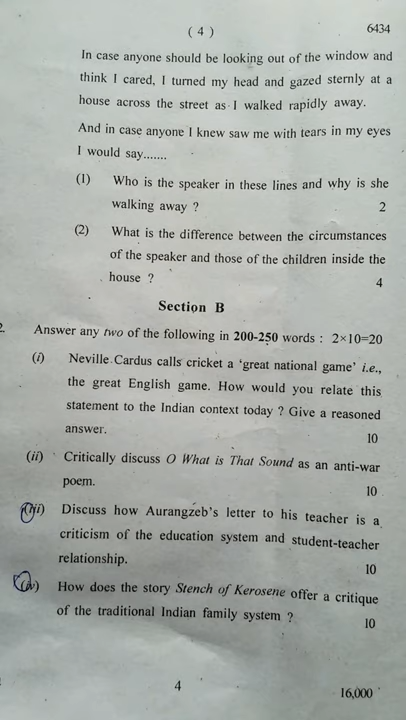 ( 4 ) 6434
In case anyone should be looking out of the window and
think I cared, I turned my head and gazed sternly at a
house across the street as I walked rapidly away.
And in case anyone I knew saw me with tears in my eyes
I would say.......
(1) Who is the speaker in these lines and why is she
walking away ? 2
(2) What is the difference between the circumstances
of the speaker and those of the children inside the
house ? 4
Section B
2. Answer any two of the following in 200-250 words : 2×10=20
(i) Neville Cardus calls cricket a ‘great national game’ i.e.,
the great English game. How would you relate this
statement to the Indian context today ? Give a reasoned
answer. 10
(ii) Critically discuss O What is That Sound as an anti-war
poem. 10
(iii) Discuss how Aurangzeb's letter to his teacher is a
criticism of the education system and student-teacher
relationship. 10
(iv) How does the story Stench of Kerosene offer a critique
of the traditional Indian family system ? 10
4 16,000